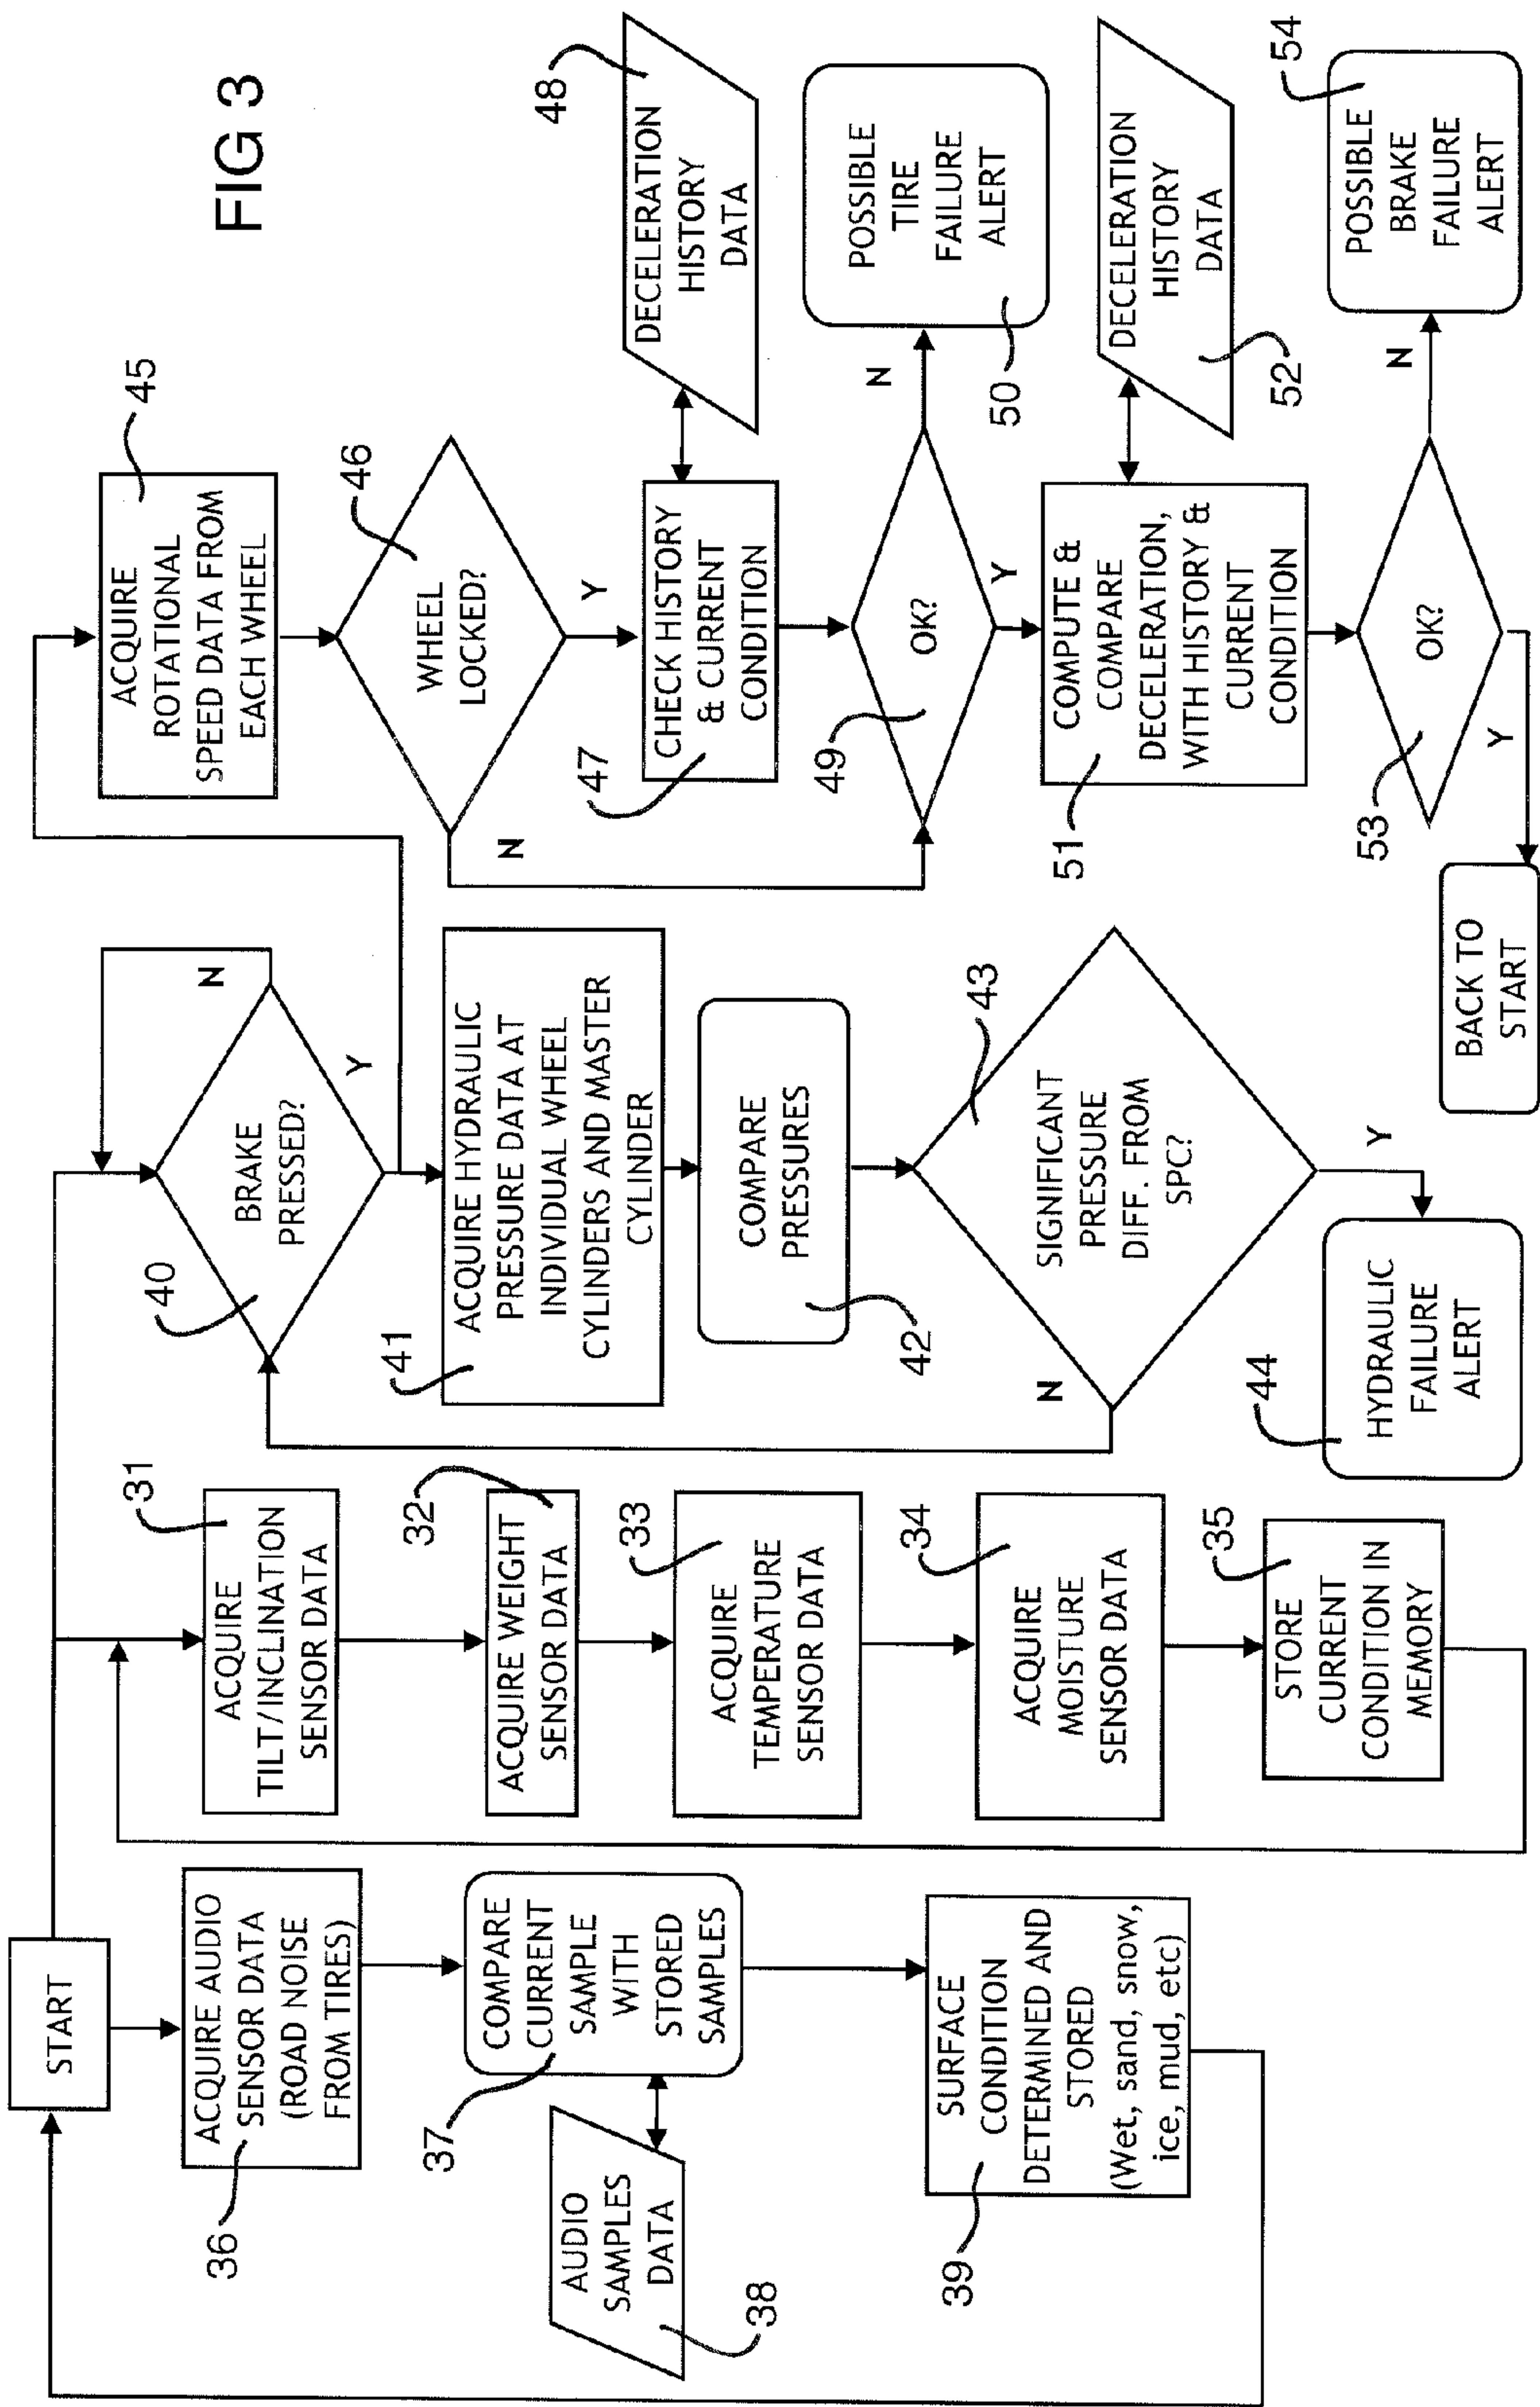 FIG 3
START
36
ACQUIRE AUDIO
SENSOR DATA
(ROAD NOISE
FROM TIRES)
37
COMPARE
CURRENT
SAMPLE
WITH
STORED
SAMPLES
AUDIO
SAMPLES
DATA
38
39
SURFACE
CONDITION
DETERMINED AND
STORED
(Wet, sand, snow,
ice, mud, etc)
31
ACQUIRE
TILT/INCLINATION
SENSOR DATA
32
ACQUIRE WEIGHT
SENSOR DATA
33
ACQUIRE
TEMPERATURE
SENSOR DATA
34
ACQUIRE
MOISTURE
SENSOR DATA
35
STORE
CURRENT
CONDITION IN
MEMORY
40
BRAKE
PRESSED?
N
Y
41
ACQUIRE HYDRAULIC
PRESSURE DATA AT
INDIVIDUAL WHEEL
CYLINDERS AND MASTER
CYLINDER
COMPARE
PRESSURES
42
43
SIGNIFICANT
PRESSURE
DIFF. FROM
SPC?
N
Y
44
HYDRAULIC
FAILURE
ALERT
45
ACQUIRE
ROTATIONAL
SPEED DATA FROM
EACH WHEEL
46
WHEEL
LOCKED?
N
Y
47
CHECK HISTORY
& CURRENT
CONDITION
48
DECELERATION
HISTORY
DATA
49
OK?
N
Y
POSSIBLE
TIRE
FAILURE
ALERT
50
51
COMPUTE &
COMPARE
DECELERATION,
WITH HISTORY &
CURRENT
CONDITION
DECELERATION
HISTORY
DATA
52
53
OK?
N
Y
54
POSSIBLE
BRAKE
FAILURE
ALERT
BACK TO
START